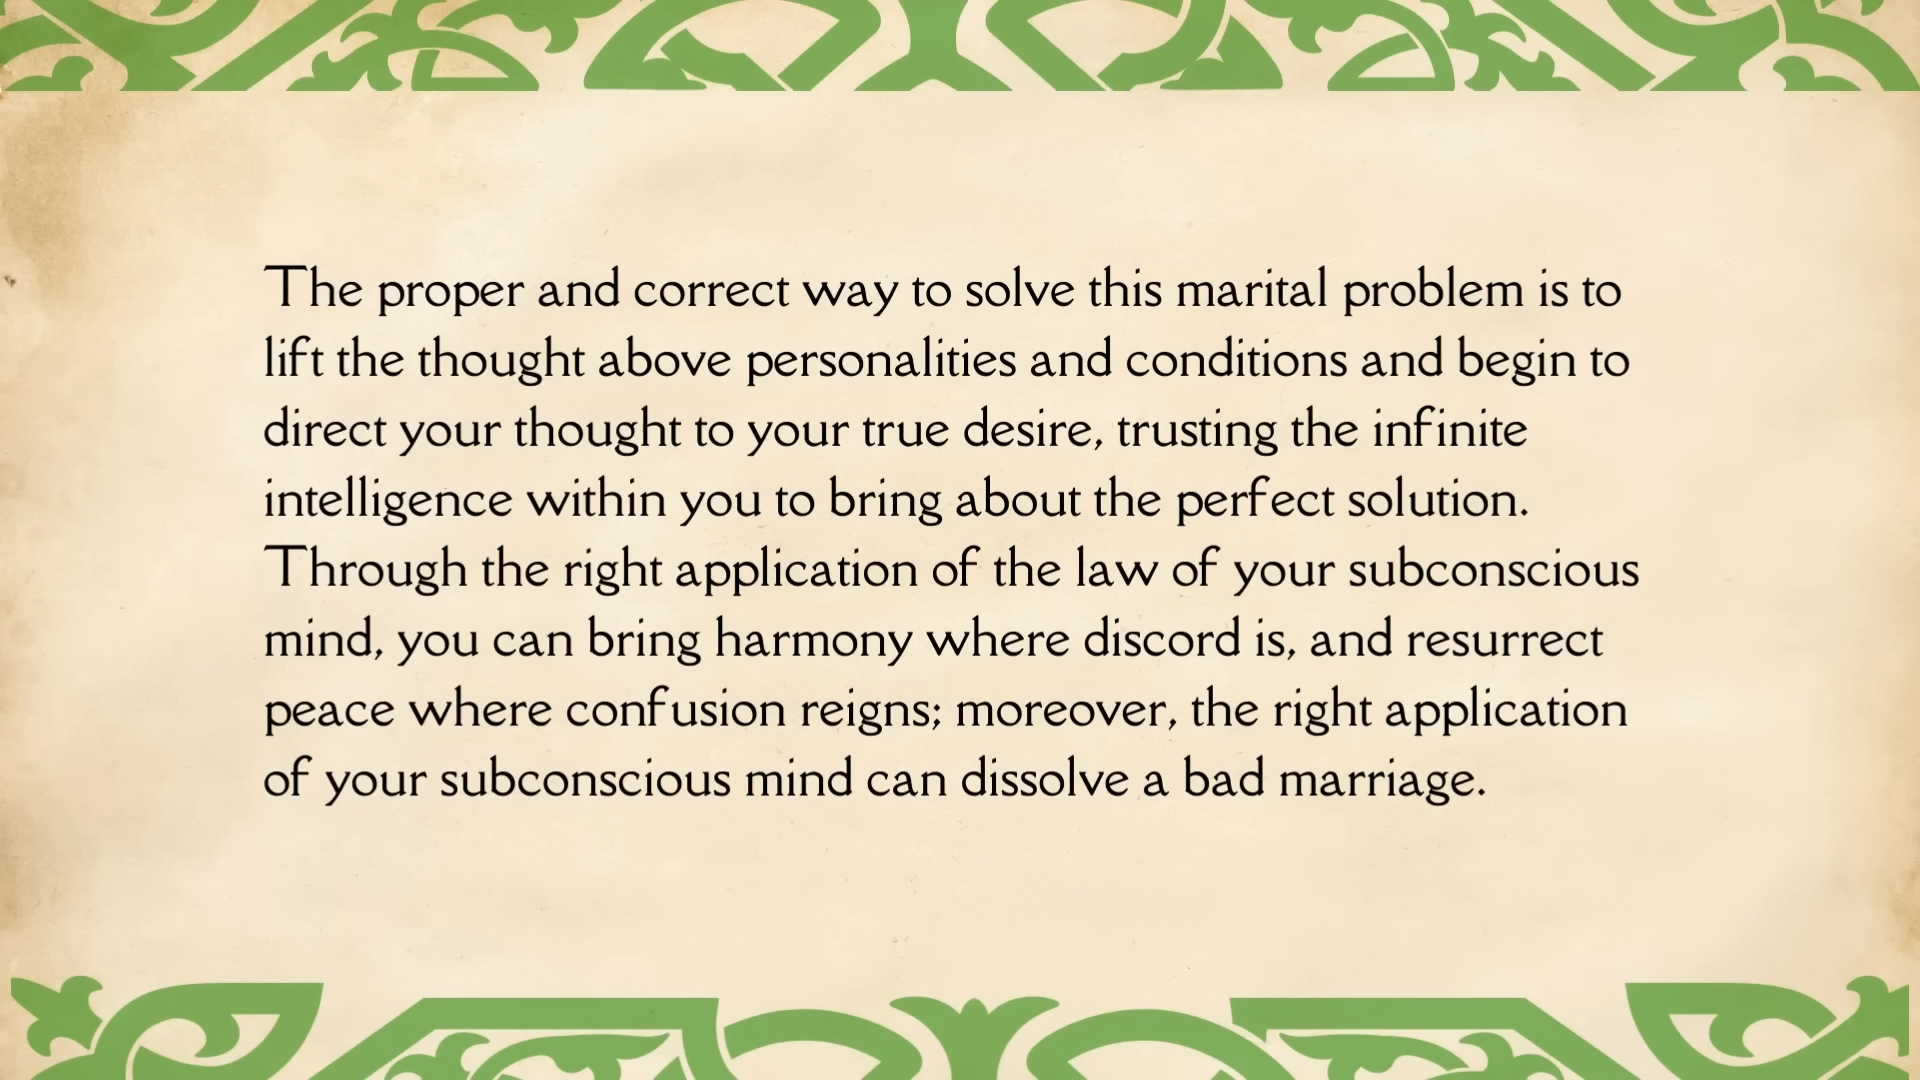 The proper and correct way to solve this marital problem is to
lift the thought above personalities and conditions and begin to
direct your thought to your true desire, trusting the infinite
intelligence within you to bring about the perfect solution.
Through the right application of the law of your subconscious
mind, you can bring harmony where discord is, and resurrect
peace where confusion reigns; moreover, the right application
of your subconscious mind can dissolve a bad marriage.